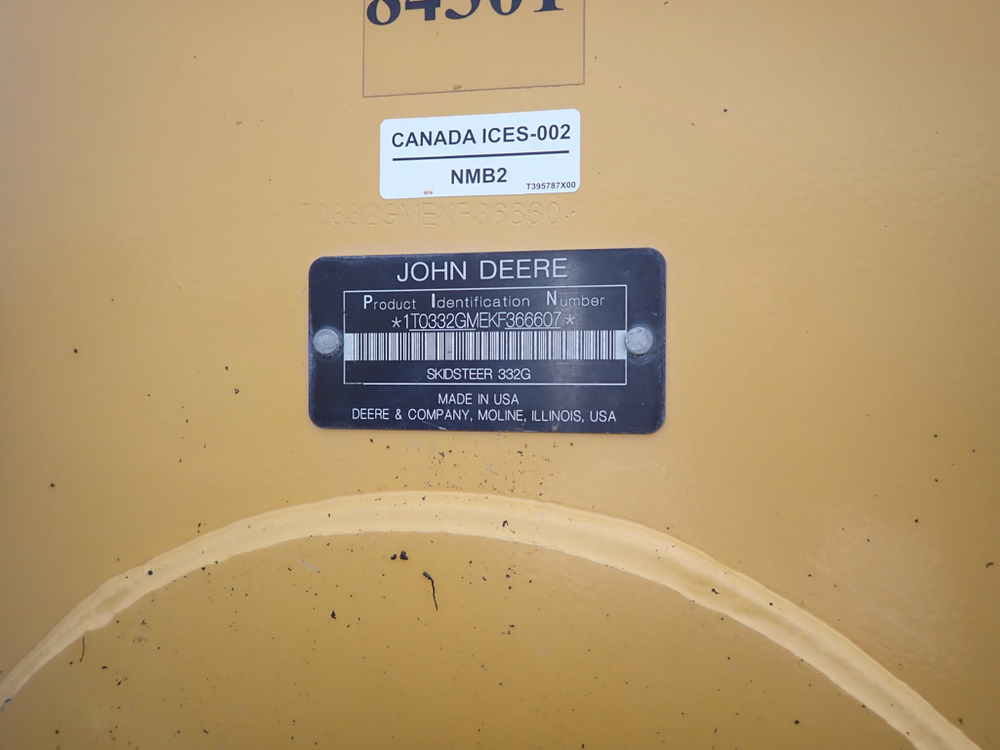 84301
CANADA ICES-002
NMB2
T395787X00
JOHN DEERE
Product Identification Number
*1T0332GMEKF366607*
SKIDSTEER 332G
MADE IN USA
DEERE & COMPANY, MOLINE, ILLINOIS, USA